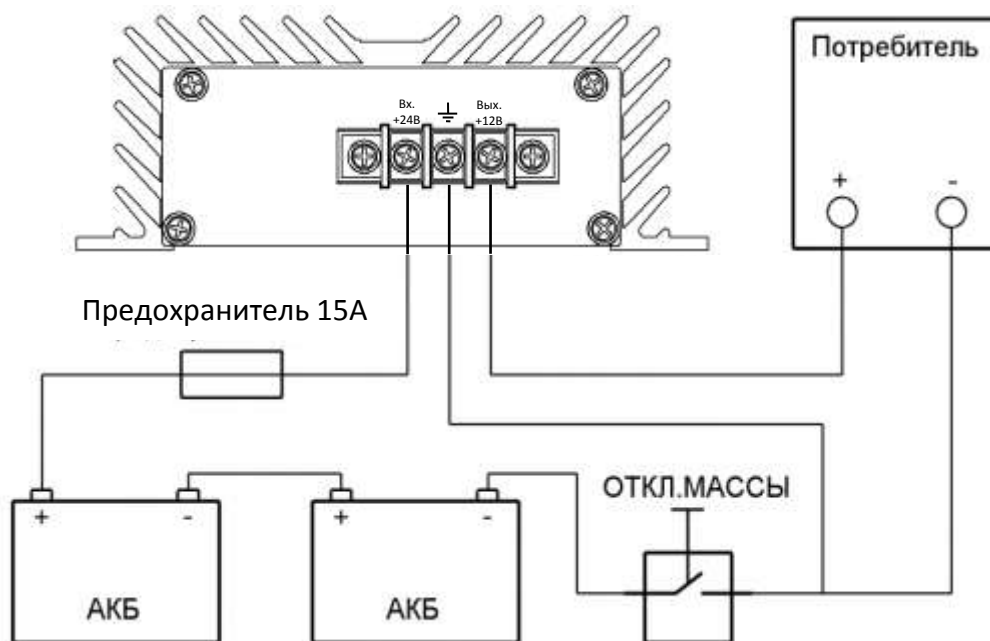 Потребитель
Вх.
+24В
Вых.
+12В
+ -
Предохранитель 15А
ОТКЛ.МАССЫ
+ -
+ -
АКБ
АКБ